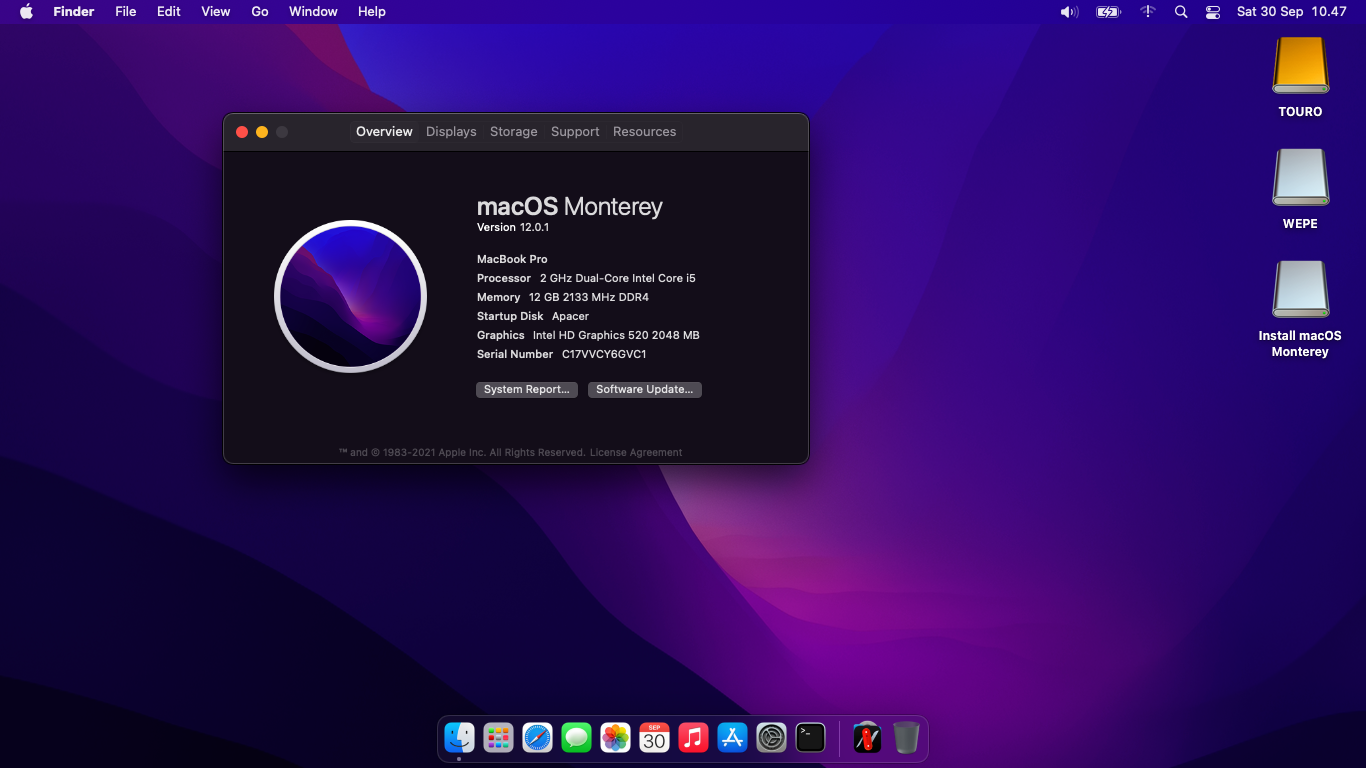 Finder File Edit View Go Window Help Sat 30 Sep 10.47
TOURO
WEPE
Install macOS
Monterey
Overview Displays Storage Support Resources
macOS Monterey
Version 12.0.1
MacBook Pro
Processor 2 GHz Dual-Core Intel Core i5
Memory 12 GB 2133 MHz DDR4
Startup Disk Apacer
Graphics Intel HD Graphics 520 2048 MB
Serial Number C17VVCY6GVC1
System Report... Software Update...
™ and © 1983-2021 Apple Inc. All Rights Reserved. License Agreement
SEP
30
>_